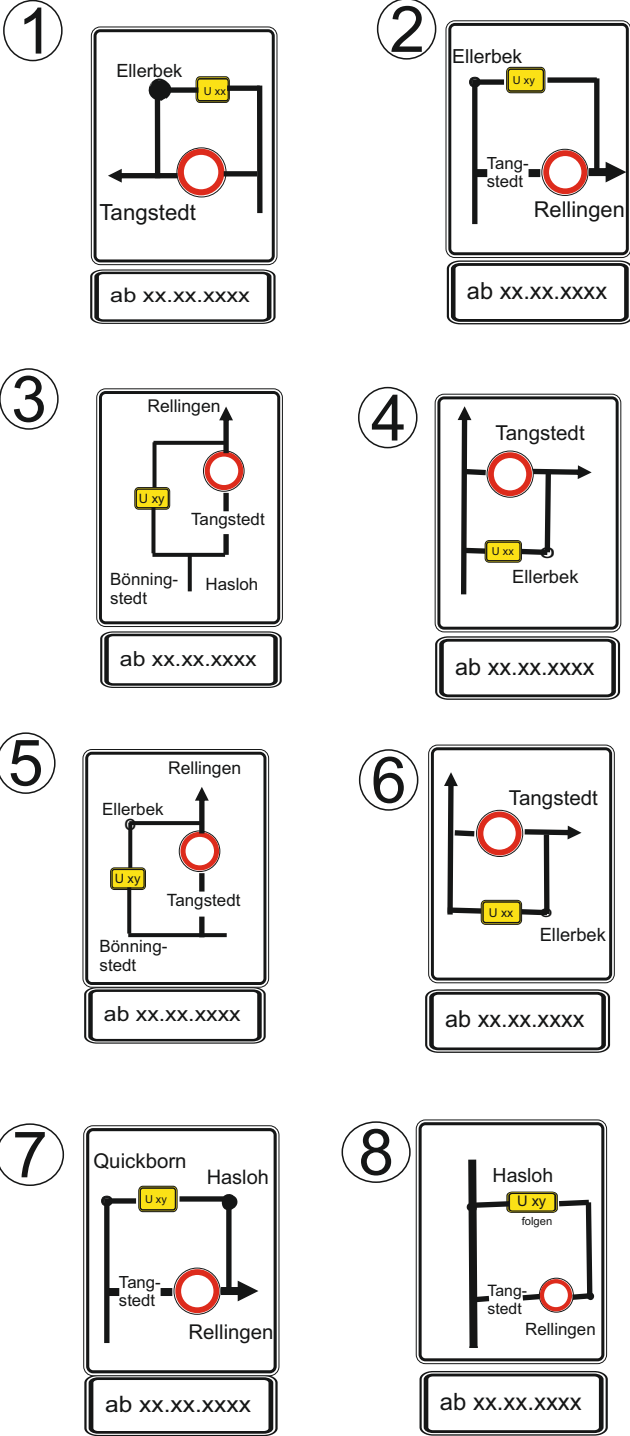 1
Ellerbek
U xx
Tangstedt
ab xx.xx.xxxx
2
Ellerbek
U xy
Tang-
stedt
Rellingen
ab xx.xx.xxxx
3
Rellingen
U xy
Tangstedt
Bönning-
stedt
Hasloh
ab xx.xx.xxxx
4
Tangstedt
U xx
Ellerbek
ab xx.xx.xxxx
5
Rellingen
Ellerbek
U xy
Tangstedt
Bönning-
stedt
ab xx.xx.xxxx
6
Tangstedt
U xx
Ellerbek
ab xx.xx.xxxx
7
Quickborn
Hasloh
U xy
Tang-
stedt
Rellingen
ab xx.xx.xxxx
8
Hasloh
U xy
folgen
Tang-
stedt
Rellingen
ab xx.xx.xxxx